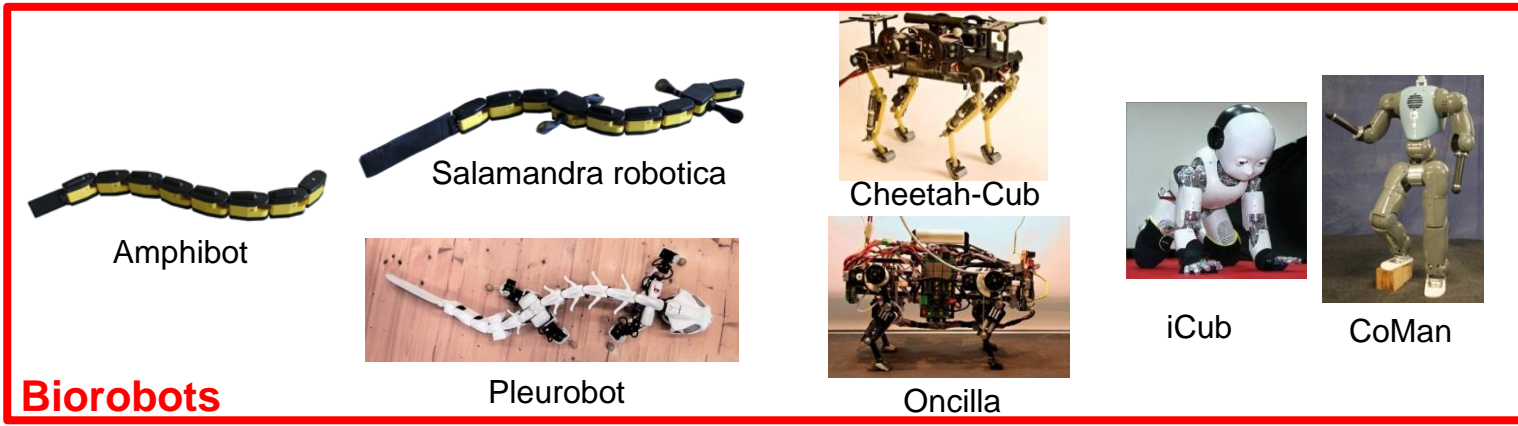 Salamandra robotica
Cheetah-Cub
Amphibot
iCub
CoMan
Pleurobot
Oncilla
Biorobots